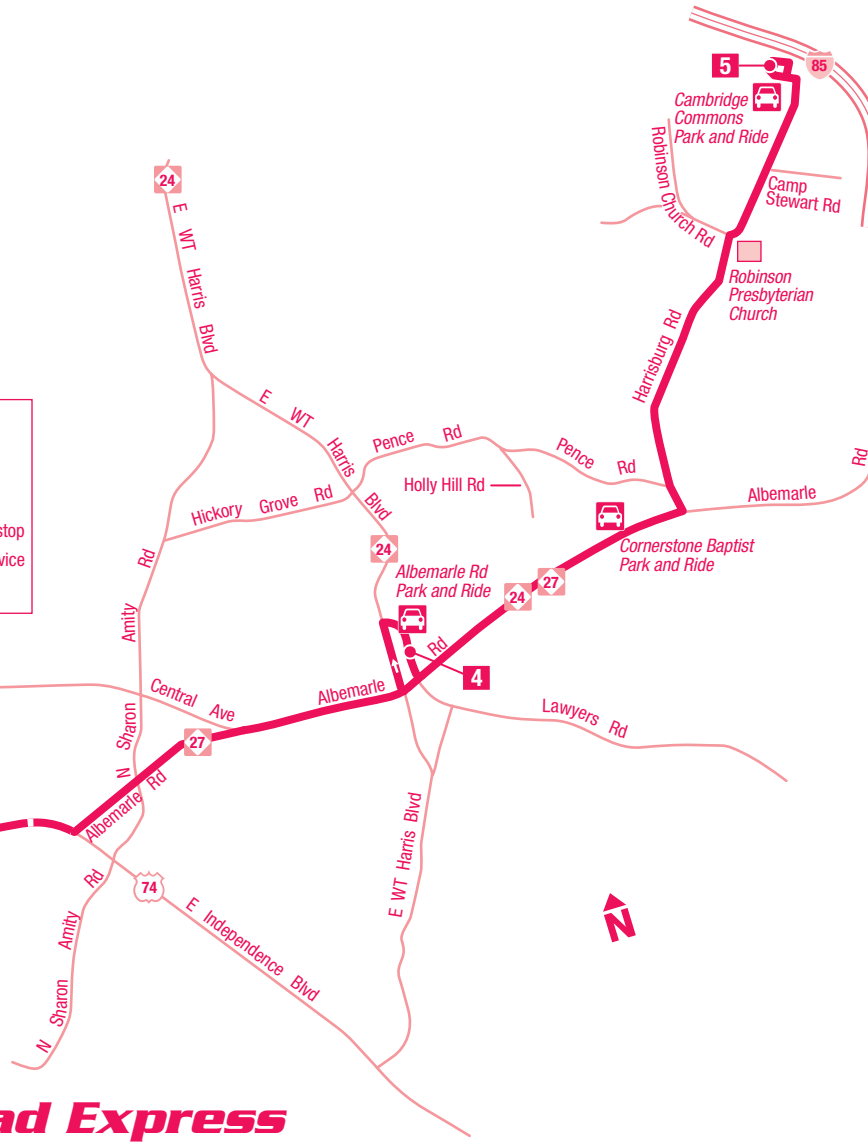 5
85
Cambridge
Commons
Park and Ride
Robinson Church Rd
Camp
Stewart Rd
24
E WT Harris Blvd
Robinson
Presbyterian
Church
Harrisburg Rd
E WT Harris Blvd
Pence Rd
Pence Rd
Holly Hill Rd
Albemarle Rd
Hickory Grove Rd
stop
vice
24
Cornerstone Baptist
Park and Ride
Albemarle Rd
Park and Ride
27
24
4
N Sharon Amity Rd
Central Ave
Albemarle Rd
Lawyers Rd
27
Albemarle Rd
74
E Independence Blvd
E WT Harris Blvd
N
N Sharon Amity Rd
ad Express